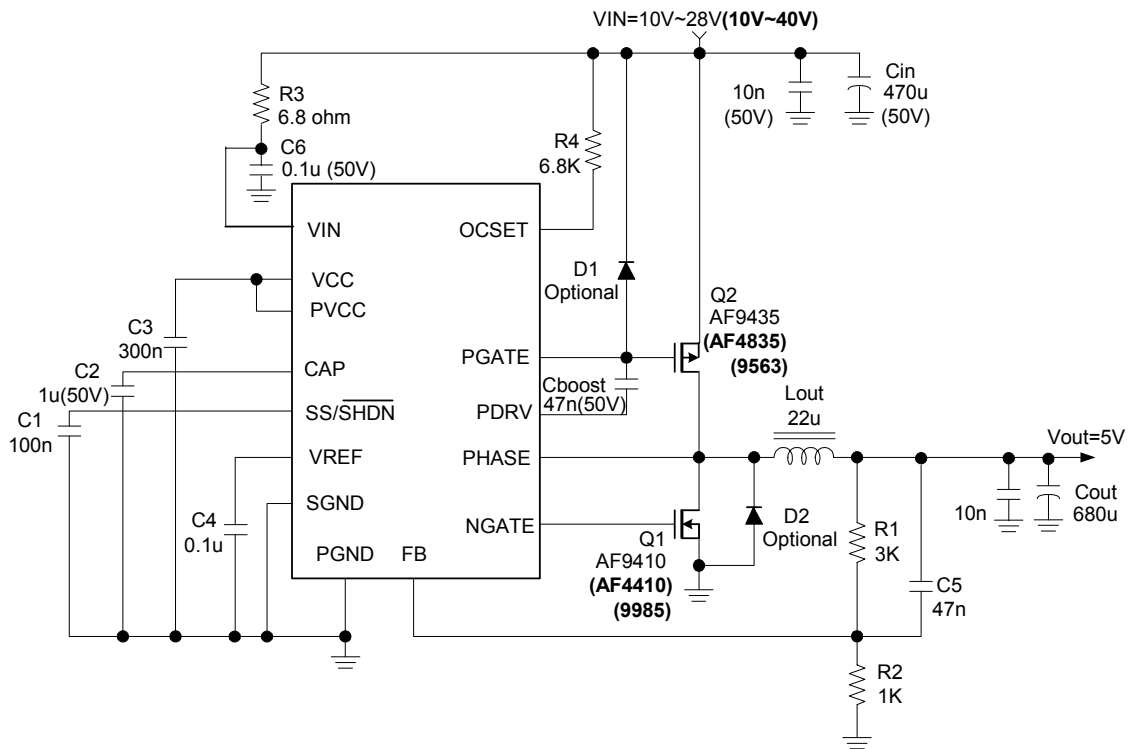 VIN=10V~28V(10V~40V)
R3
6.8 ohm
C6
0.1u (50V)
R4
6.8K
10n
(50V)
Cin
470u
(50V)
VIN
OCSET
VCC
PVCC
D1
Optional
Q2
AF9435
(AF4835)
(9563)
C3
300n
CAP
PGATE
Cboost
47n(50V)
C2
1u(50V)
SS/SHDN
PDRV
Lout
22u
C1
100n
VREF
PHASE
Vout=5V
SGND
C4
0.1u
NGATE
D2
Optional
10n
Cout
680u
PGND
FB
Q1
AF9410
(AF4410)
(9985)
R1
3K
C5
47n
R2
1K